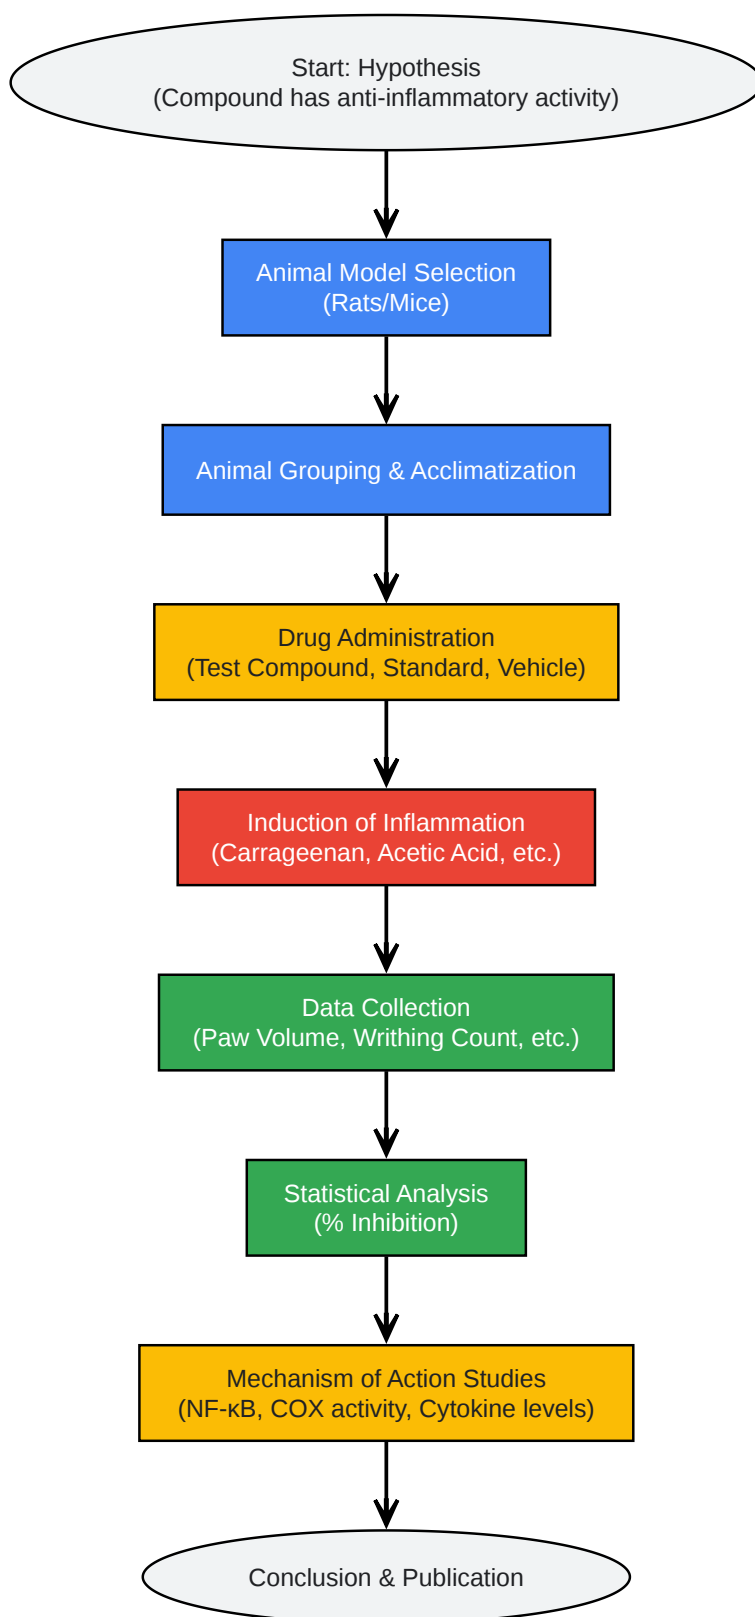 Start: Hypothesis
(Compound has anti-inflammatory activity)
Animal Model Selection
(Rats/Mice)
Animal Grouping & Acclimatization
Drug Administration
(Test Compound, Standard, Vehicle)
Induction of Inflammation
(Carrageenan, Acetic Acid, etc.)
Data Collection
(Paw Volume, Writhing Count, etc.)
Statistical Analysis
(% Inhibition)
Mechanism of Action Studies
(NF-κB, COX activity, Cytokine levels)
Conclusion & Publication